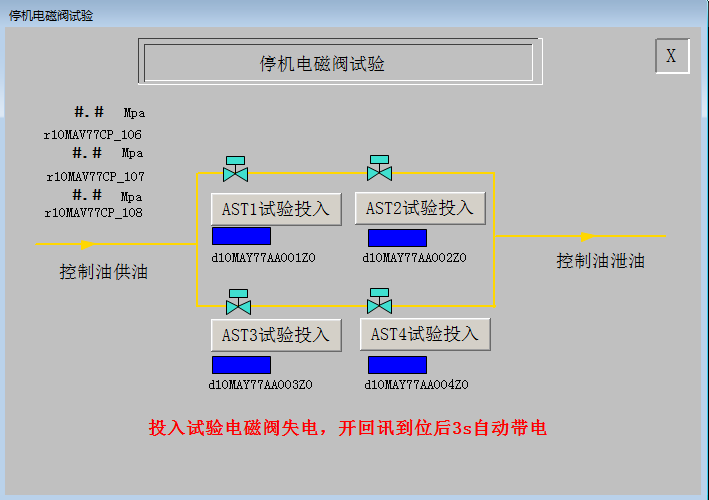 停机电磁阀试验
停机电磁阀试验
X
#.# Mpa
r10MAV77CP_106
#.# Mpa
r10MAV77CP_107
#.# Mpa
r10MAV77CP_108
AST1试验投入
AST2试验投入
d10MAY77AA001Z0
d10MAY77AA002Z0
控制油供油
控制油泄油
AST3试验投入
AST4试验投入
d10MAY77AA003Z0
d10MAY77AA004Z0
投入试验电磁阀失电，开回讯到位后3s自动带电